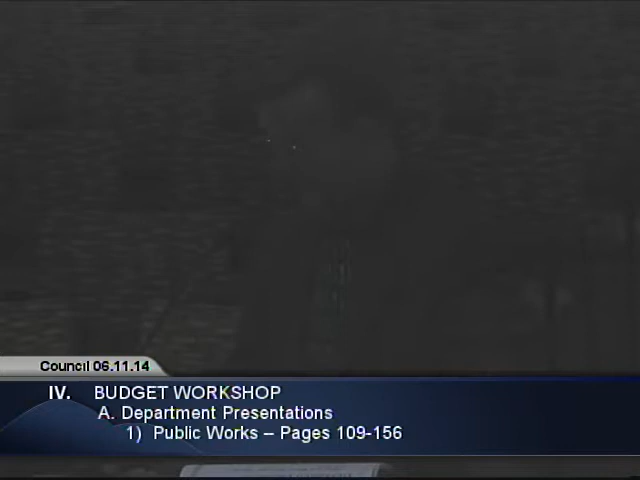 Council 06.11.14
IV. BUDGET WORKSHOP
A. Department Presentations
1) Public Works – Pages 109-156